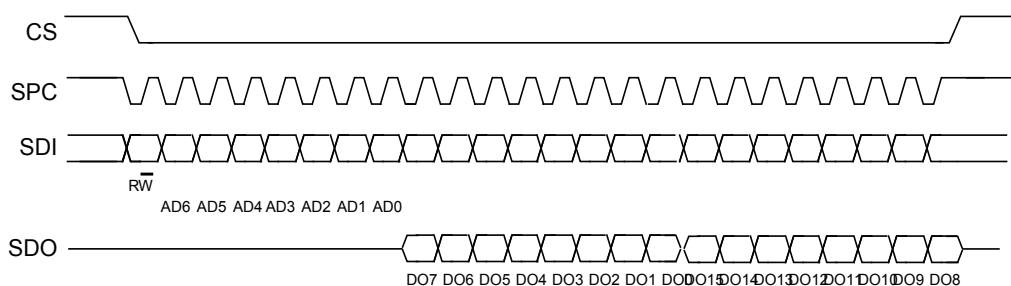 CS
SPC
SDI
RW
AD6 AD5 AD4 AD3 AD2 AD1 AD0
SDO
DO7 DO6 DO5 DO4 DO3 DO2 DO1 DO0 DO15 DO14 DO13 DO12 DO11 DO10 DO9 DO8